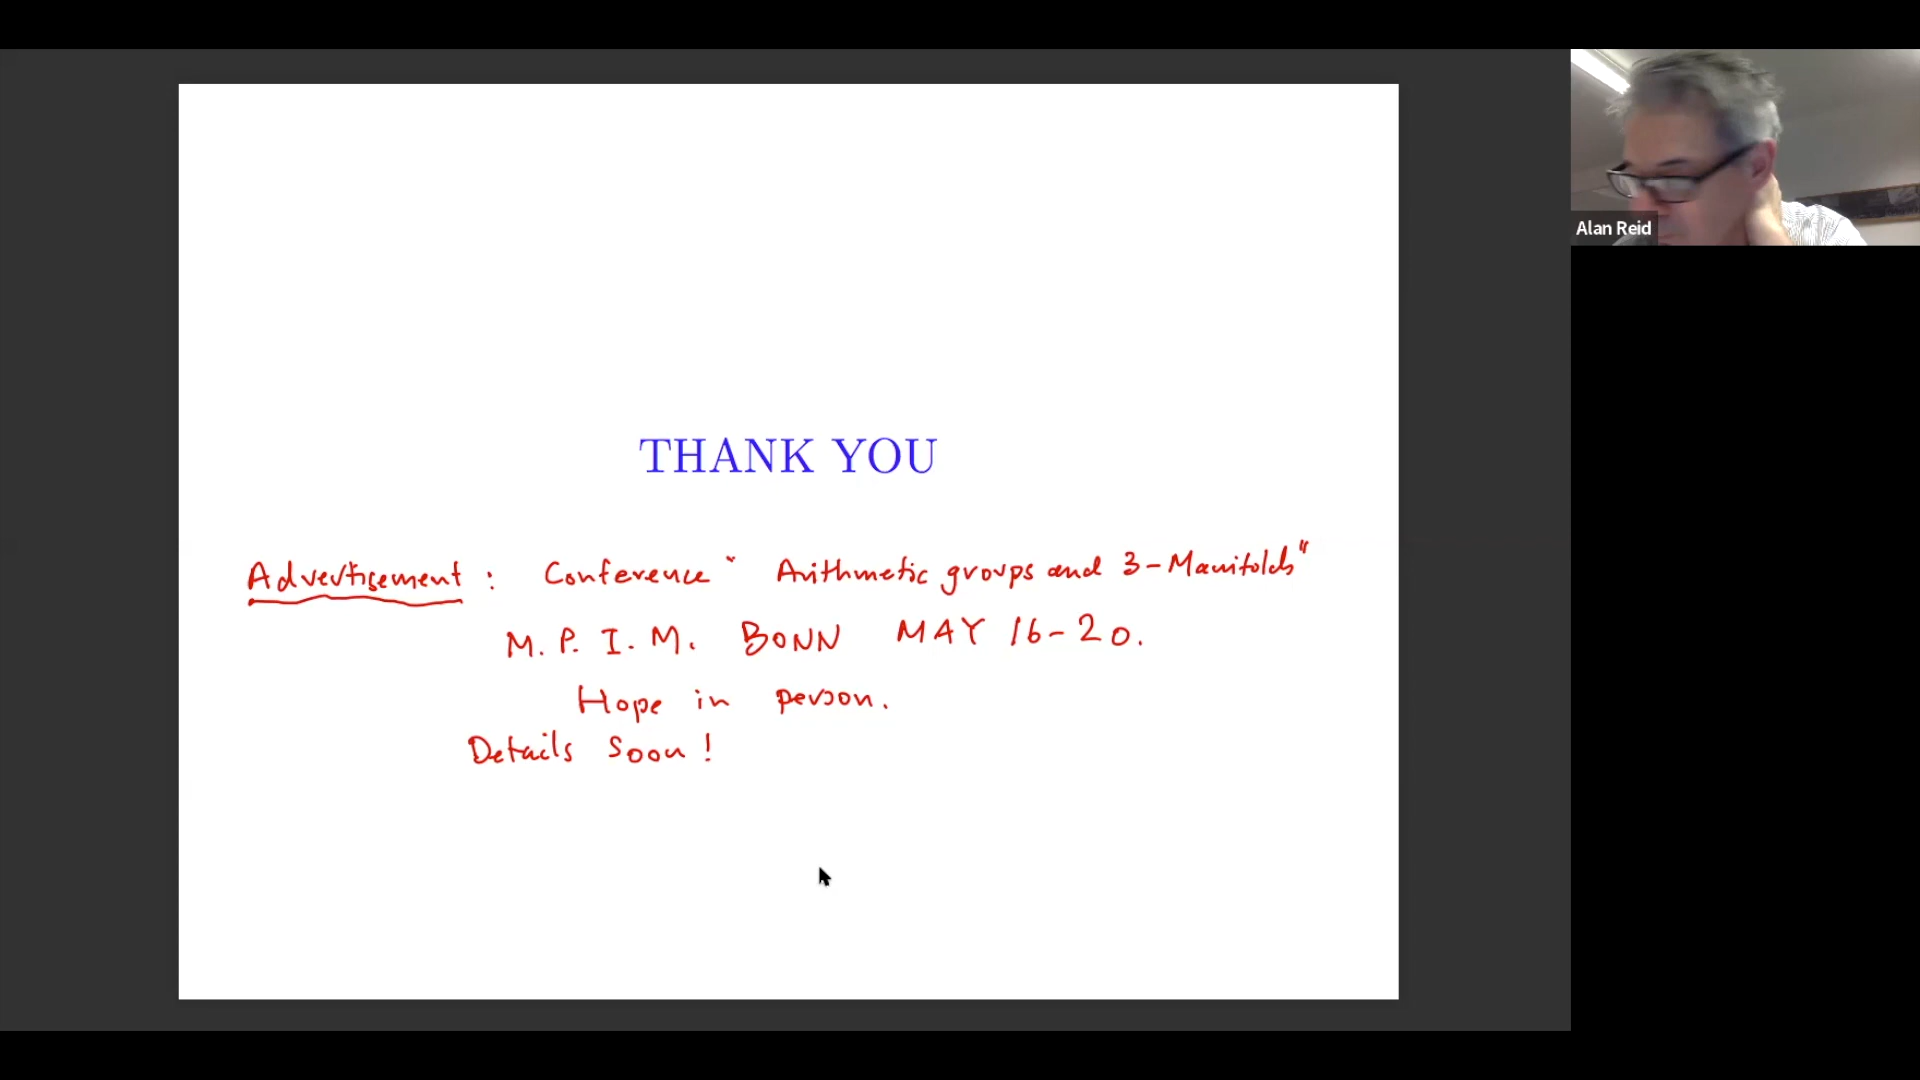 Alan Reid
THANK YOU
Advertisement : Conference " Arithmetic groups and 3-Manifolds"
M. P. I. M. BONN MAY 16-20.
Hope in person.
Details Soon !